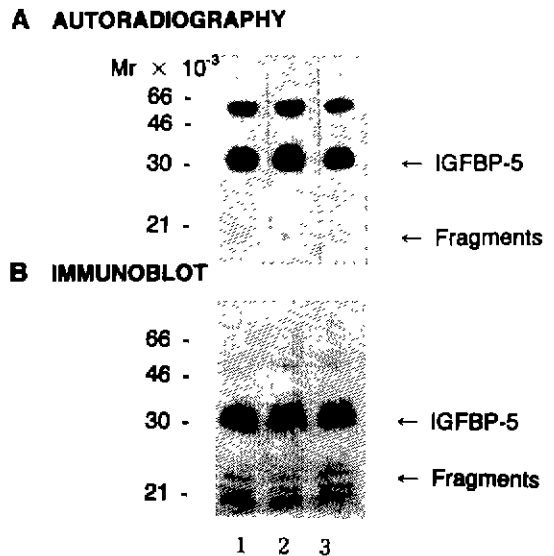 A AUTORADIOGRAPHY
Mr × 10-3
66 -
46 -
30 - ← IGFBP-5
21 -
← Fragments
B IMMUNOBLOT
66 -
46 -
30 - ← IGFBP-5
← Fragments
21 -
1 2 3